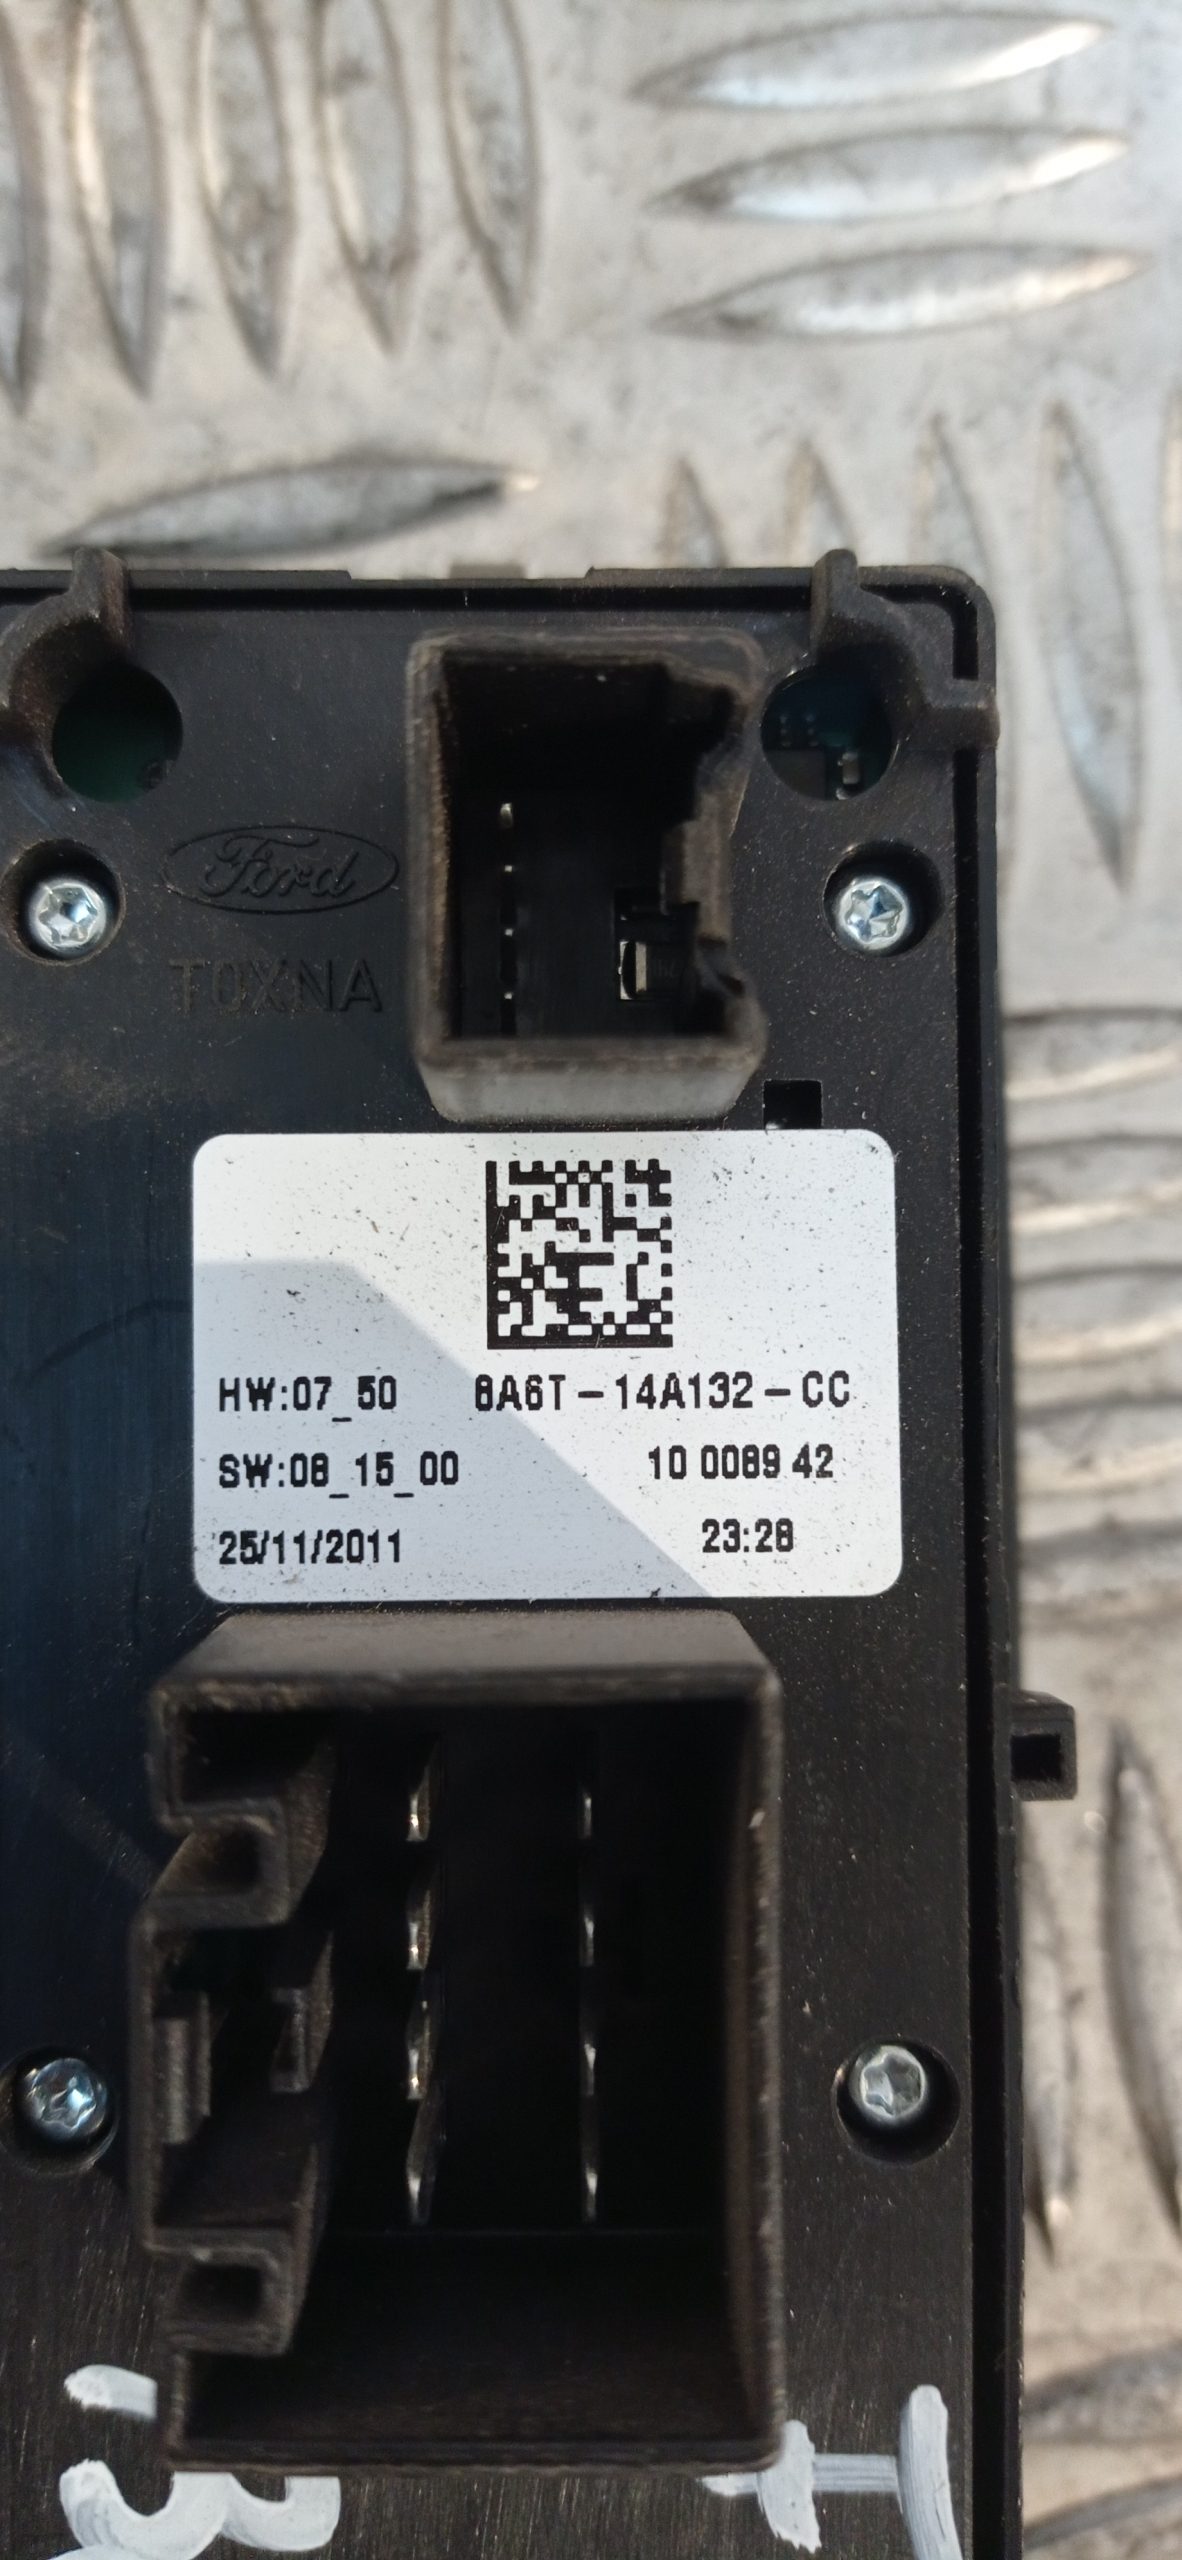 Ford
TOXNA
HW:07_50 8A6T-14A132-CC
SW:08_15_00 10 0089 42
25/11/2011 23:28